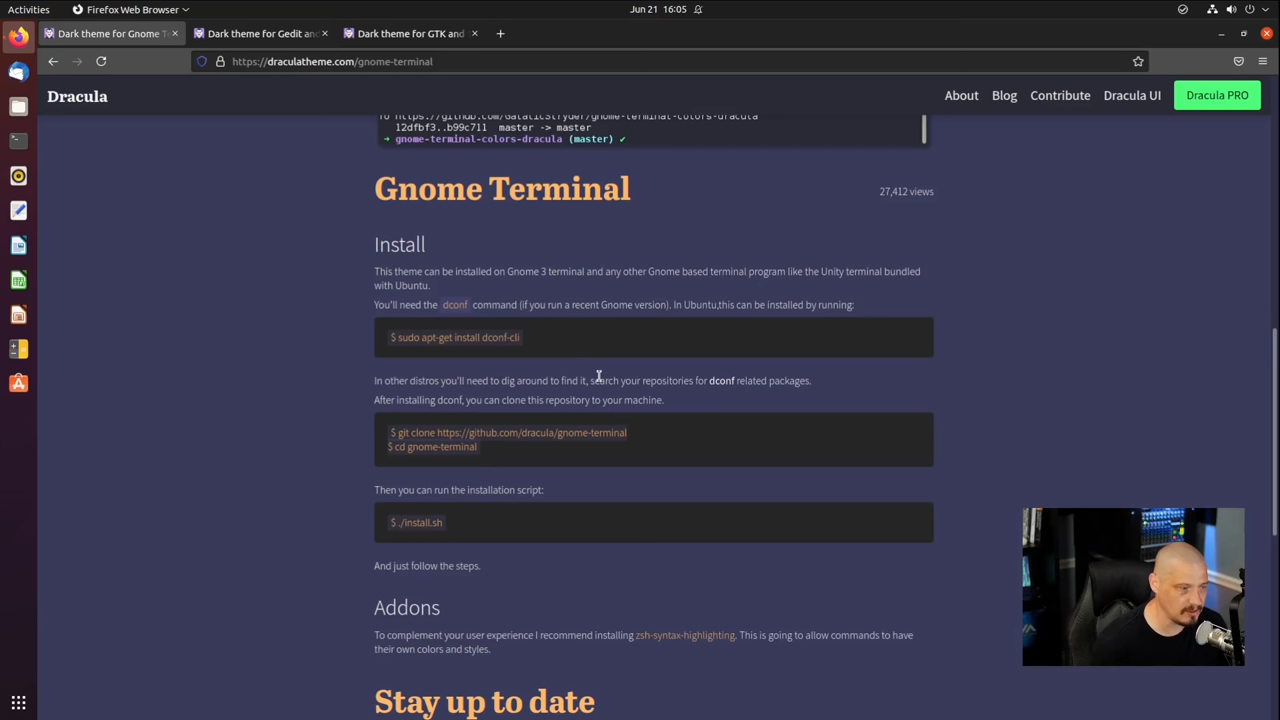 Activities
Firefox Web Browser
Jun 21 16:05
Dark theme for Gnome T
Dark theme for Gedit an
Dark theme for GTK and
https://draculatheme.com/gnome-terminal
Dracula
About
Blog
Contribute
Dracula UI
Dracula PRO
To https://github.com/GalaticStryder/gnome-terminal-colors-dracula
12dfbf3..b99c711 master -> master
➜ gnome-terminal-colors-dracula (master) ✔
Gnome Terminal
27,412 views
Install
This theme can be installed on Gnome 3 terminal and any other Gnome based terminal program like the Unity terminal bundled
with Ubuntu.
You'll need the dconf command (if you run a recent Gnome version). In Ubuntu,this can be installed by running:
$ sudo apt-get install dconf-cli
In other distros you'll need to dig around to find it, search your repositories for dconf related packages.
After installing dconf, you can clone this repository to your machine.
$ git clone https://github.com/dracula/gnome-terminal
$ cd gnome-terminal
Then you can run the installation script:
$ ./install.sh
And just follow the steps.
Addons
To complement your user experience I recommend installing zsh-syntax-highlighting. This is going to allow commands to have
their own colors and styles.
Stay up to date